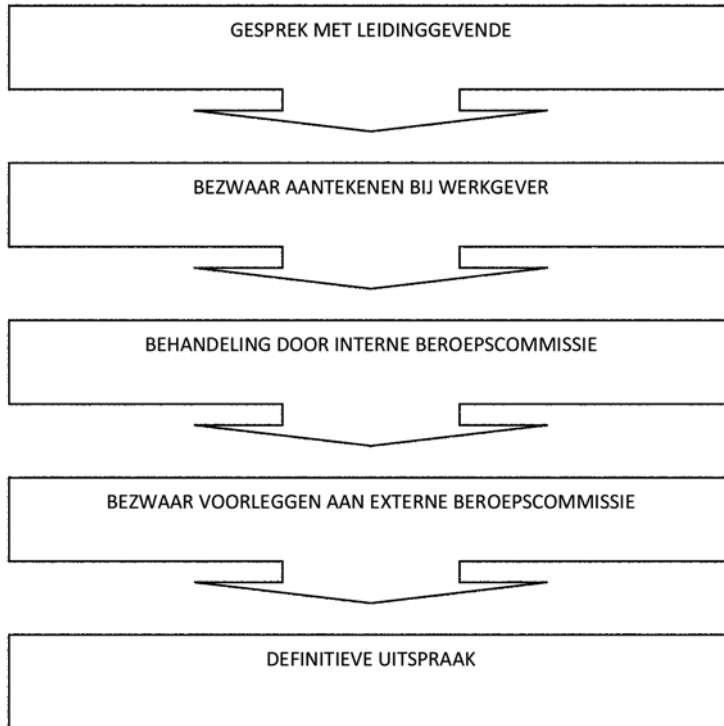 GESPREK MET LEIDINGGEVENDE
BEZWAAR AANTEKENEN BIJ WERKGEVER
BEHANDELING DOOR INTERNE BEROEPSCOMMISSIE
BEZWAAR VOORLEGGEN AAN EXTERNE BEROEPSCOMMISSIE
DEFINITIEVE UITSPRAAK